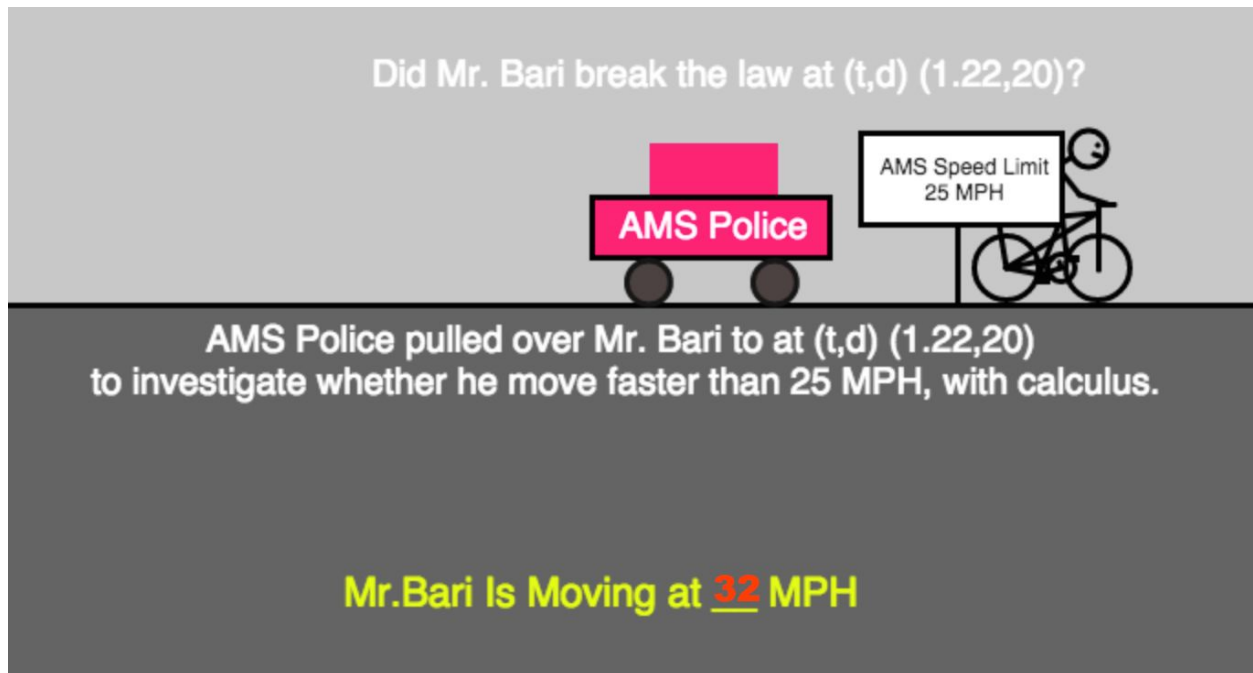 Did Mr. Bari break the law at (t,d) (1.22,20)?
AMS Speed Limit
25 MPH
AMS Police
AMS Police pulled over Mr. Bari to at (t,d) (1.22,20)
to investigate whether he move faster than 25 MPH, with calculus.
Mr.Bari Is Moving at 32 MPH